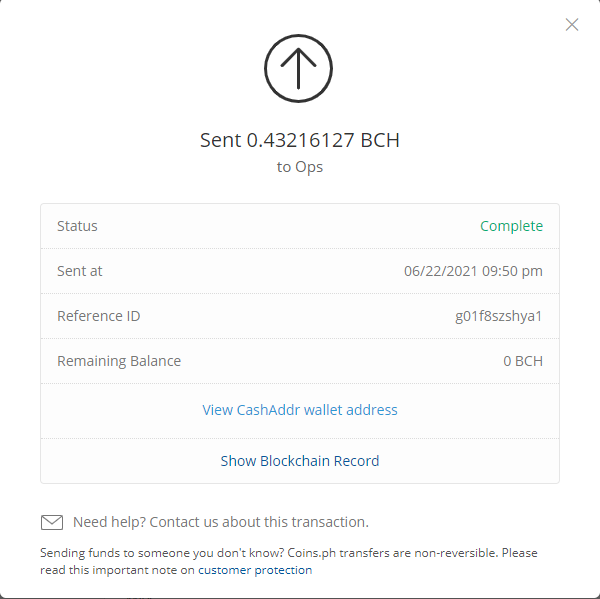 Sent 0.43216127 BCH
to Ops
Status Complete
Sent at 06/22/2021 09:50 pm
Reference ID g01f8szshya1
Remaining Balance 0 BCH
View CashAddr wallet address
Show Blockchain Record
Need help? Contact us about this transaction.
Sending funds to someone you don't know? Coins.ph transfers are non-reversible. Please
read this important note on customer protection